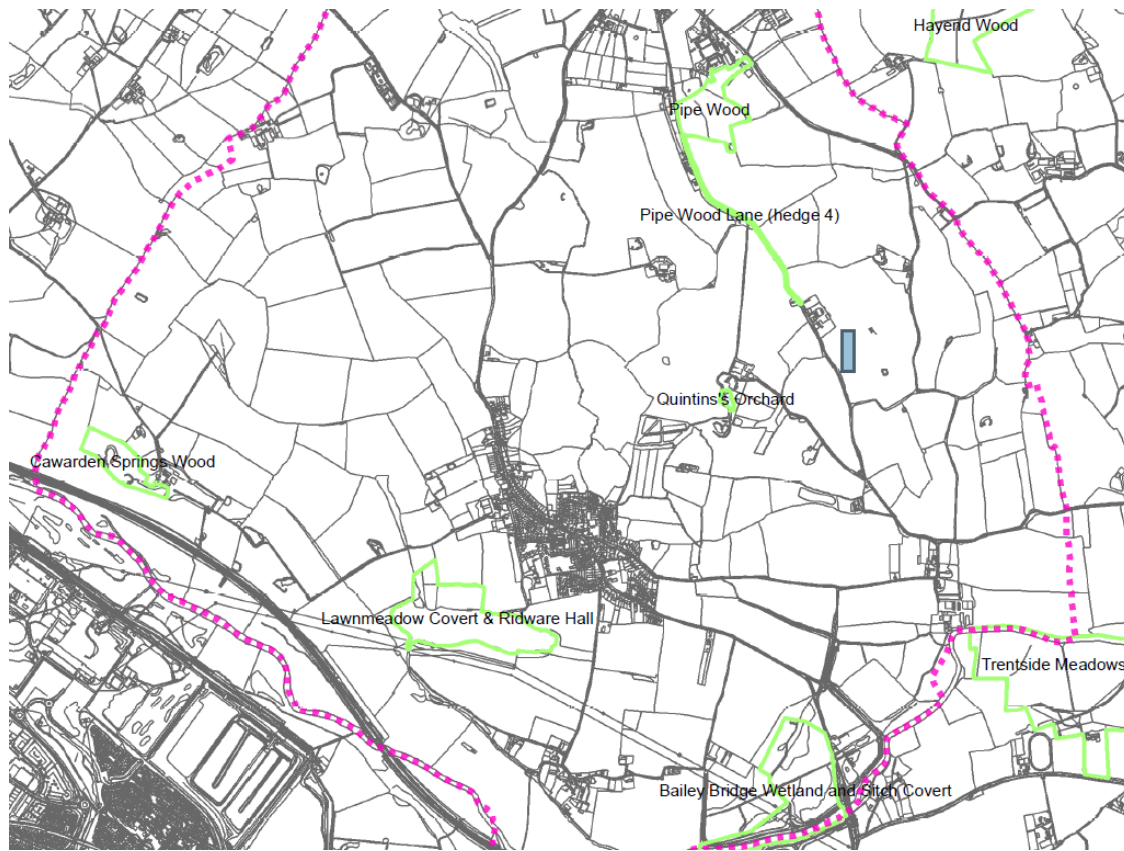 Hayend Wood
Pipe Wood
Pipe Wood Lane (hedge 4)
Quintins's Orchard
Cawarden Springs Wood
Lawnmeadow Covert & Ridware Hall
Trentside Meadows
Bailey Bridge Wetland and Sitch Covert